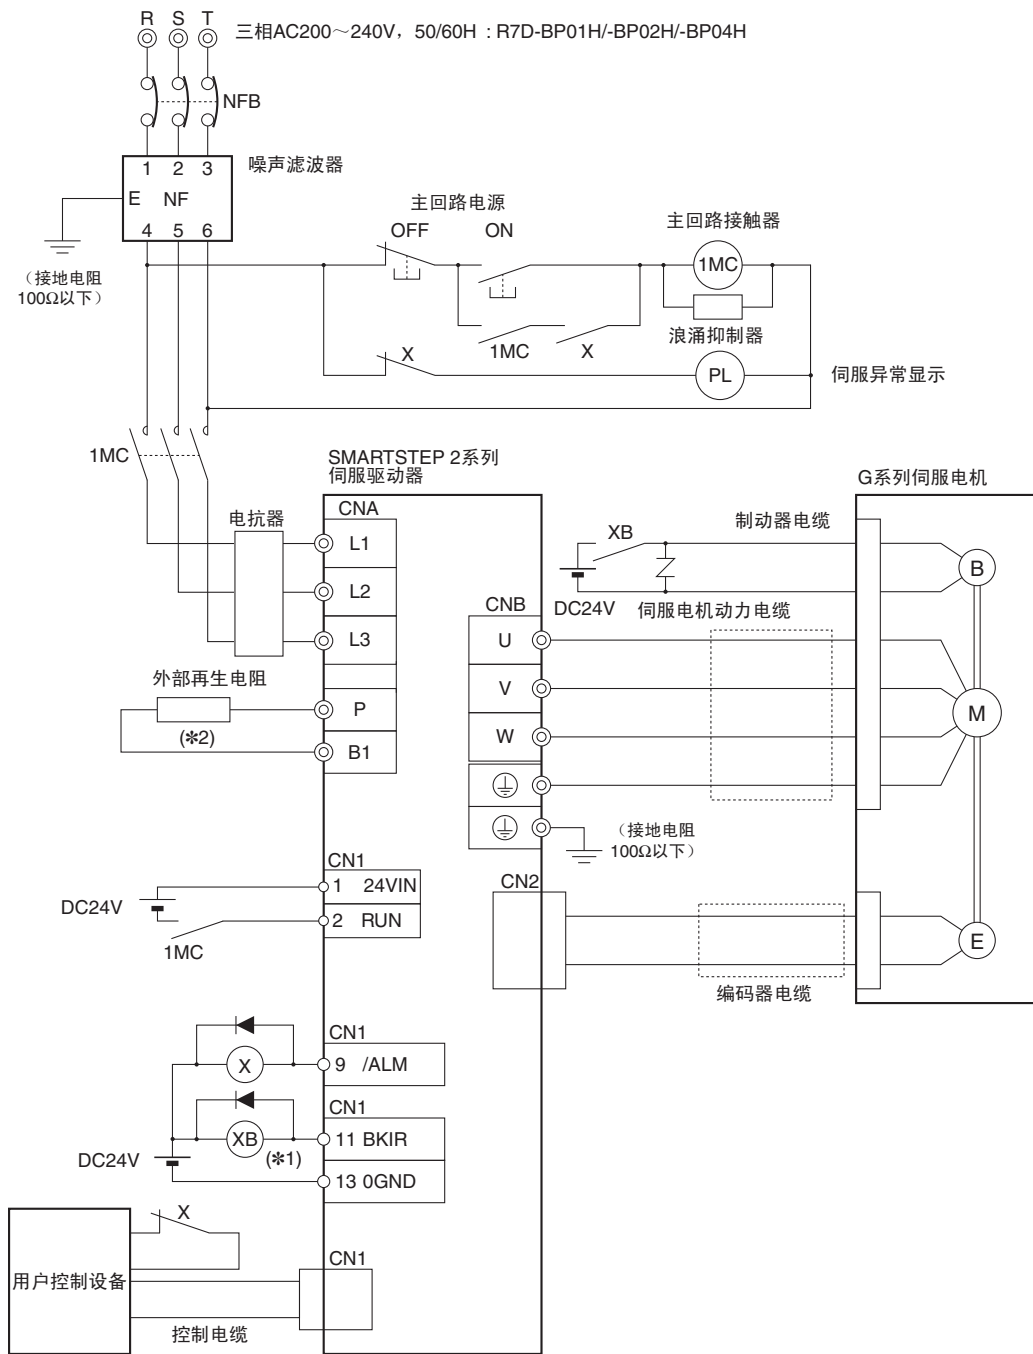 R S T
三相AC200～240V，50/60H：R7D-BP01H/-BP02H/-BP04H
NFB
1 2 3
噪声滤波器
E NF
4 5 6
（接地电阻
100Ω以下）
主回路电源
OFF ON
主回路接触器
1MC
浪涌抑制器
1MC X
X
PL
伺服异常显示
1MC
SMARTSTEP 2系列
伺服驱动器
G系列伺服电机
电抗器
CNA
L1
L2
L3
外部再生电阻
(✽2)
P
B1
XB
制动器电缆
DC24V
伺服电机动力电缆
B
CNB
U
V
W
M
（接地电阻
100Ω以下）
CN1
1 24VIN
2 RUN
DC24V
1MC
CN2
E
编码器电缆
CN1
X
9 /ALM
CN1
XB
(✽1)
11 BKIR
DC24V
13 0GND
X
用户控制设备
CN1
控制电缆